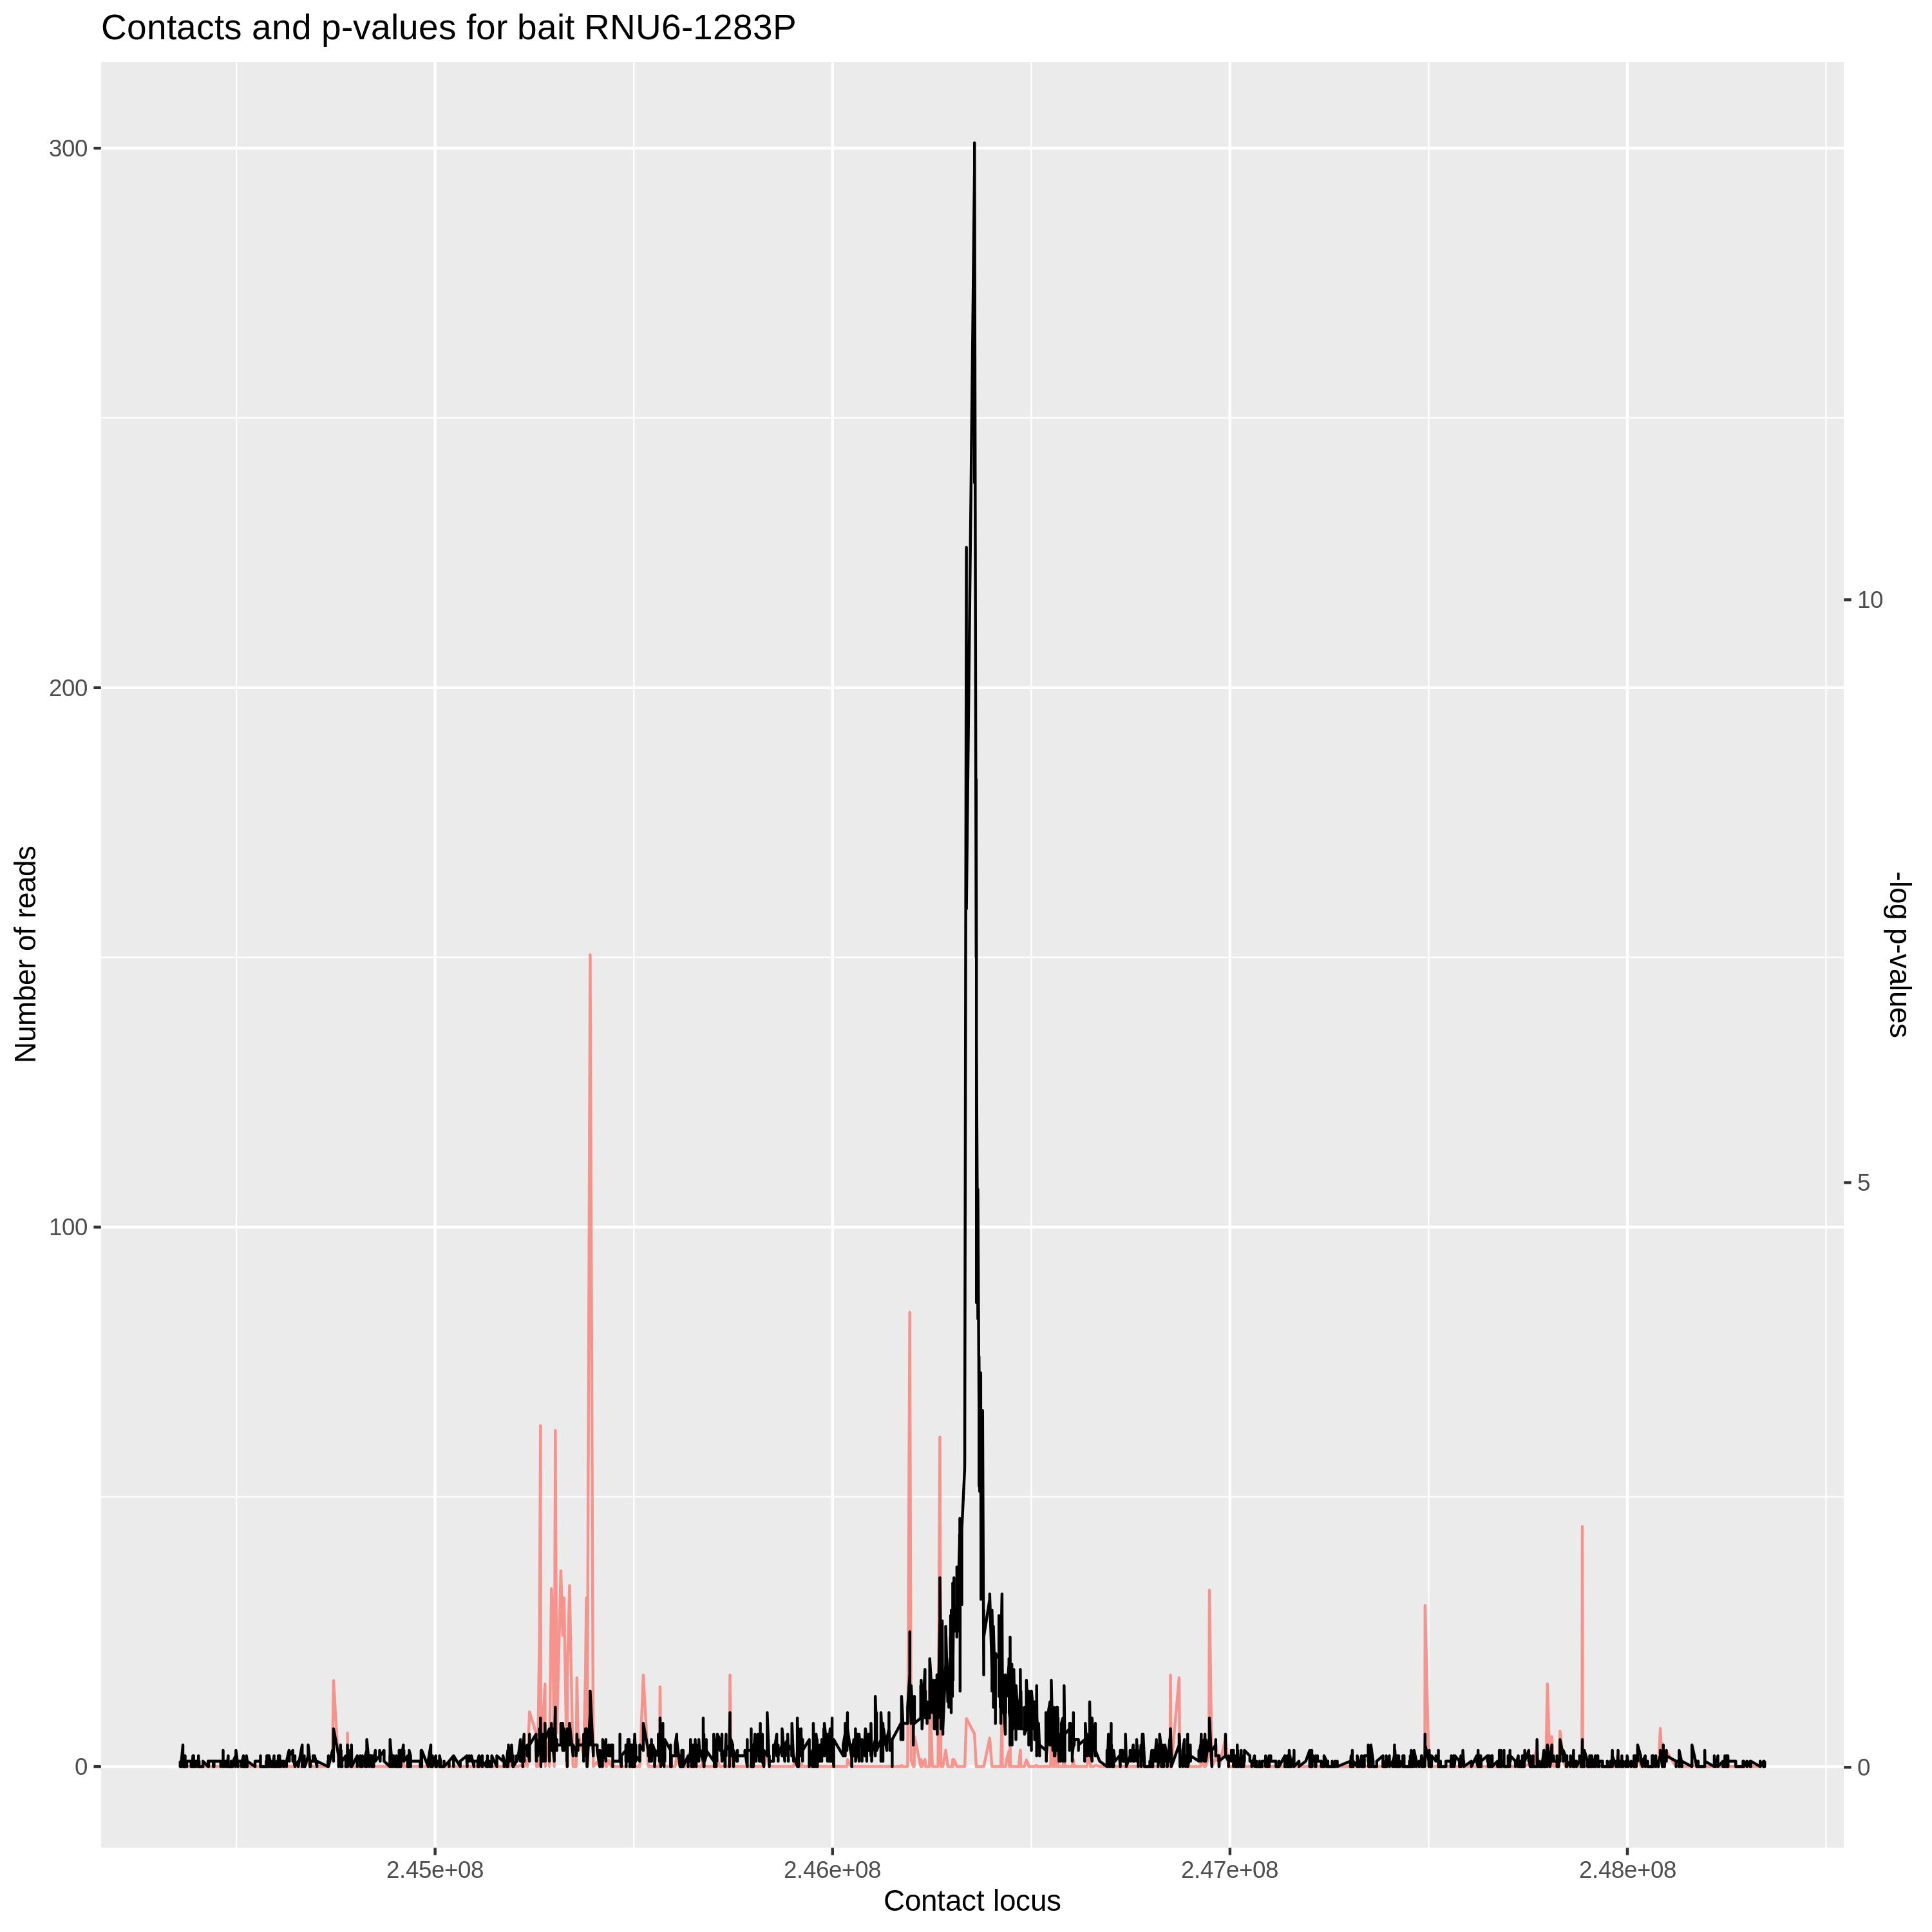 Contacts and p-values for bait RNU6-1283P
Number of reads
300
200
100
0
10
5
0
-log p-values
2.45e+08
2.46e+08
2.47e+08
2.48e+08
Contact locus